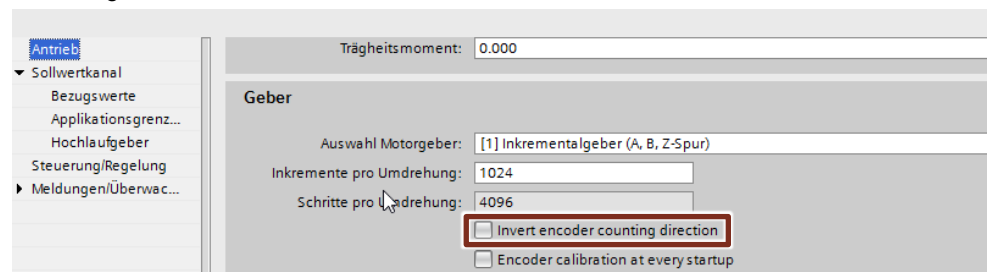 Antrieb
Sollwertkanal
Bezugswerte
Applikationsgrenz...
Hochlaufgeber
Steuerung/Regelung
Meldungen/Überwac...
Trägheitsmoment: 0.000
Geber
Auswahl Motorgeber: [1] Inkrementalgeber (A, B, Z-Spur)
Inkremente pro Umdrehung: 1024
Schritte pro Umdrehung: 4096
Invert encoder counting direction
Encoder calibration at every startup